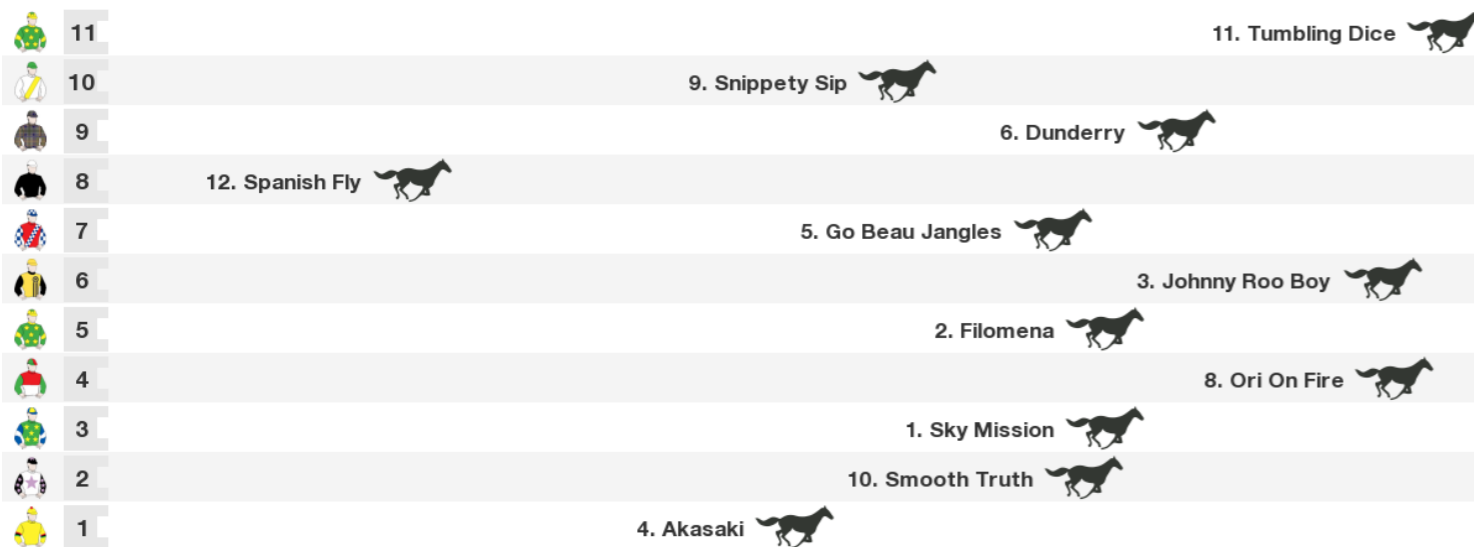 11 11. Tumbling Dice
10 9. Snippety Sip
9 6. Dunderry
8 12. Spanish Fly
7 5. Go Beau Jangles
6 3. Johnny Roo Boy
5 2. Filomena
4 8. Ori On Fire
3 1. Sky Mission
2 10. Smooth Truth
1 4. Akasaki